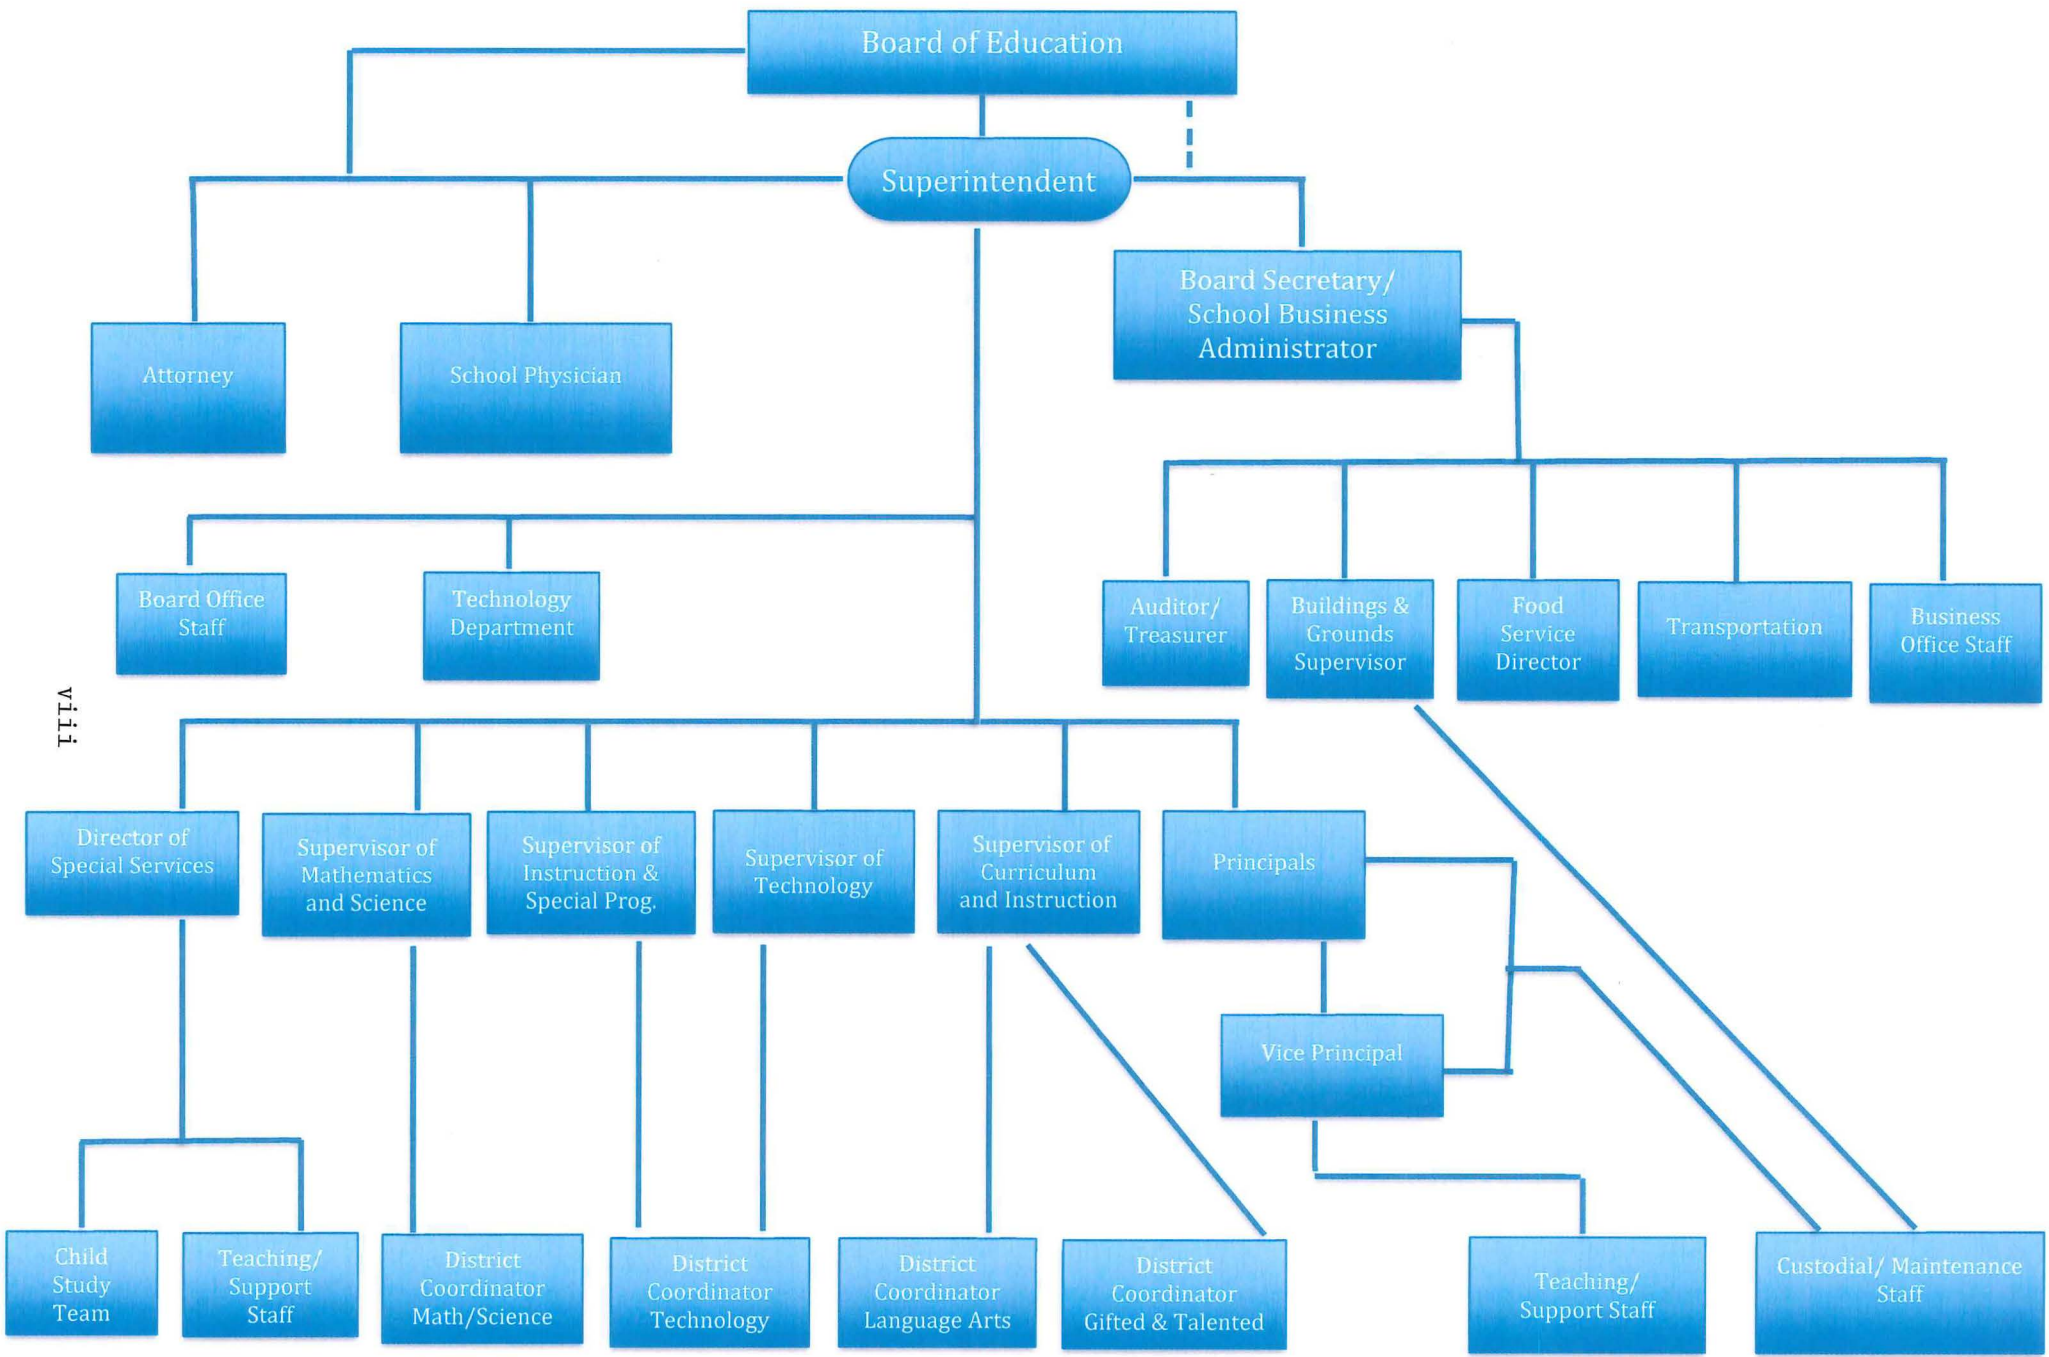 Board of Education
Superintendent
Board Secretary/
School Business
Administrator
Attorney
School Physician
Board Office
Staff
Technology
Department
Auditor/
Treasurer
Buildings &
Grounds
Supervisor
Food
Service
Director
Transportation
Business
Office Staff
viii
Director of
Special Services
Supervisor of
Mathematics
and Science
Supervisor of
Instruction &
Special Prog.
Supervisor of
Technology
Supervisor of
Curriculum
and Instruction
Principals
Vice Principal
Child
Study
Team
Teaching/
Support
Staff
District
Coordinator
Math/Science
District
Coordinator
Technology
District
Coordinator
Language Arts
District
Coordinator
Gifted & Talented
Teaching/
Support Staff
Custodial/ Maintenance
Staff